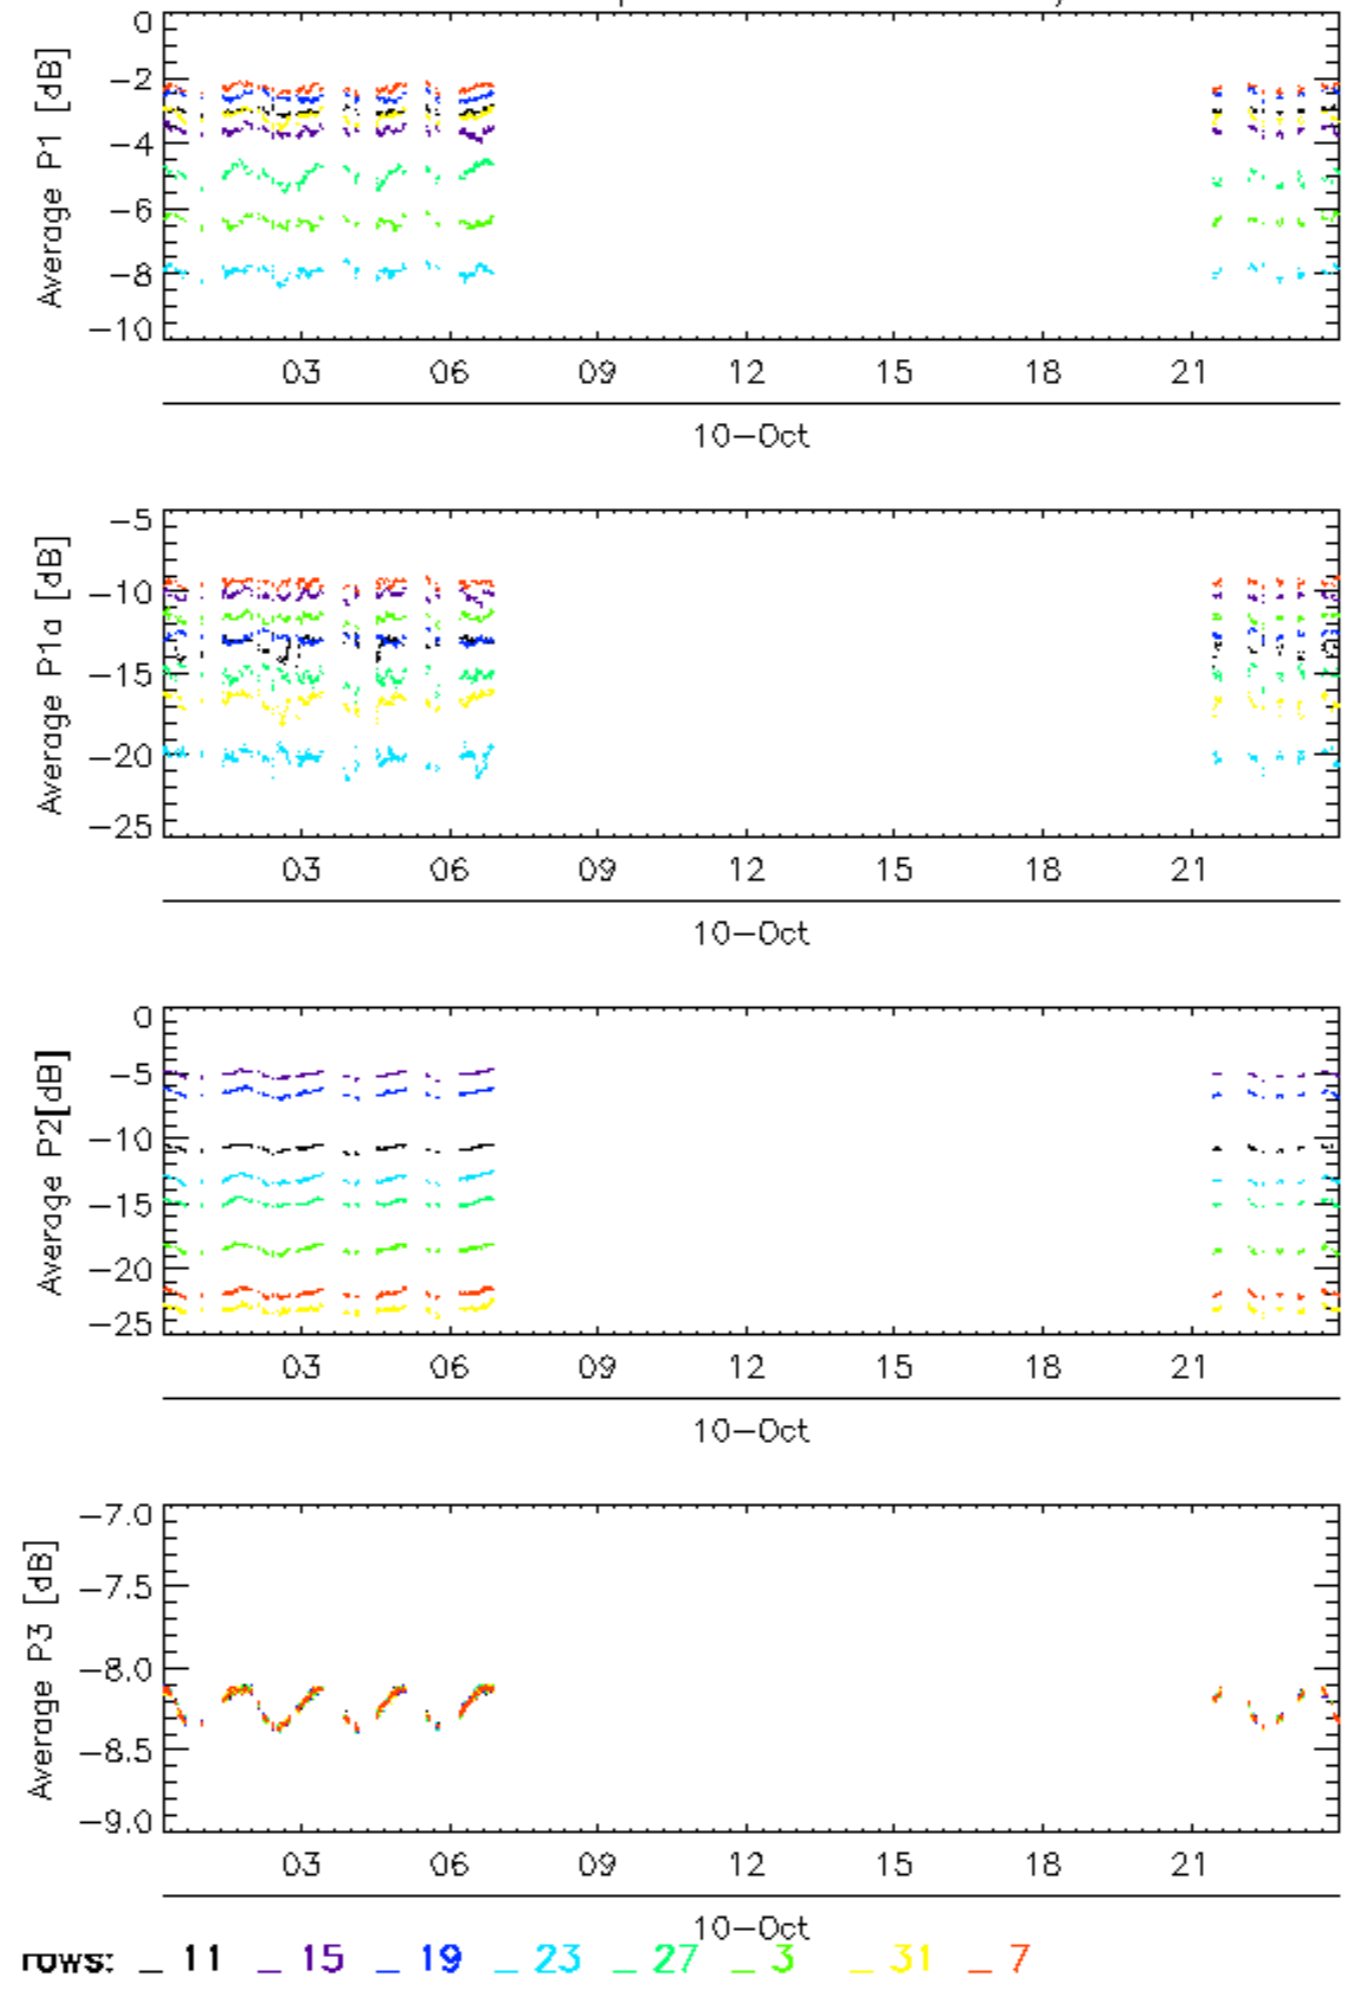 Average P1 [dB]
0
−2
−4
−6
−8
−10
03 06 09 12 15 18 21
10−Oct
Average P1a [dB]
−5
−10
−15
−20
−25
03 06 09 12 15 18 21
10−Oct
Average P2[dB]
0
−5
−10
−15
−20
−25
03 06 09 12 15 18 21
10−Oct
Average P3 [dB]
−7.0
−7.5
−8.0
−8.5
−9.0
03 06 09 12 15 18 21
10−Oct
rows: _ 11 _ 15 _ 19 _ 23 _ 27 _ 3 _ 31 _ 7